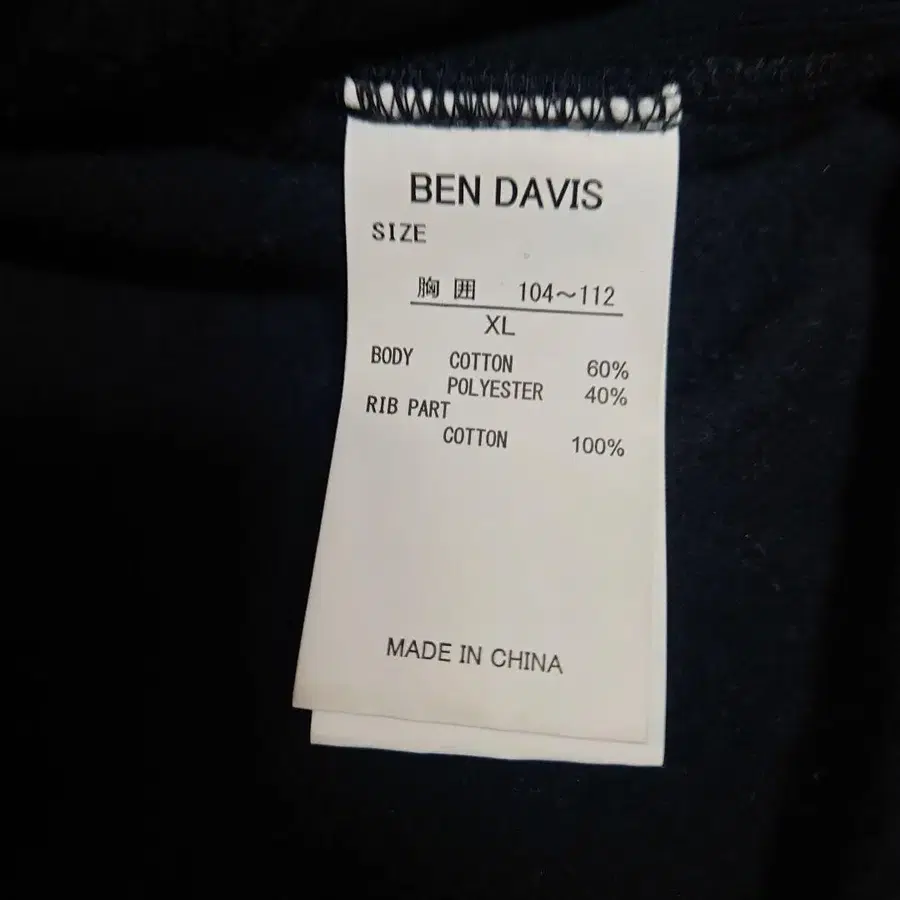 BEN DAVIS
SIZE
胸 囲 104～112
XL
BODY COTTON 60%
POLYESTER 40%
RIB PART
COTTON 100%
MADE IN CHINA